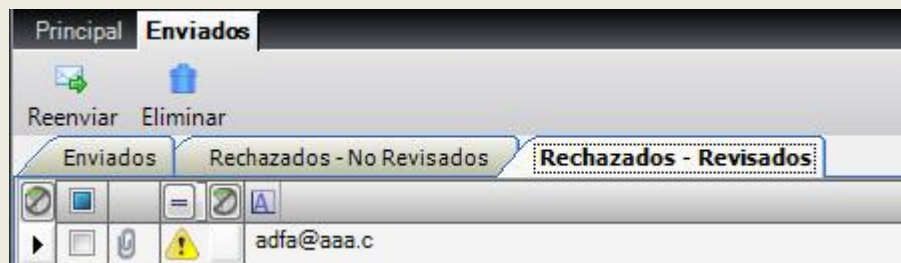 Principal Enviados
Reenviar Eliminar
Enviados Rechazados - No Revisados Rechazados - Revisados
= A
adfa@aaa.c